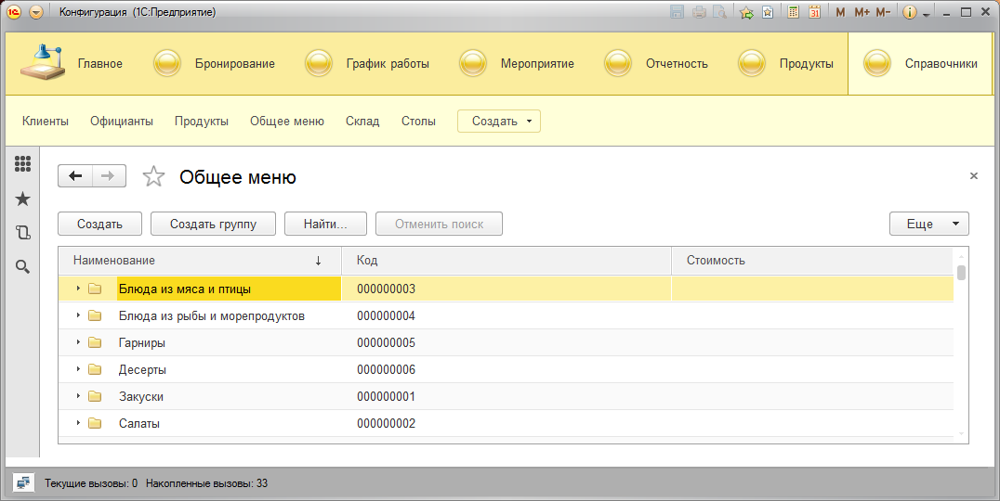 1С Конфигурация (1С:Предприятие) 31 M M+ M-
Главное Бронирование График работы Мероприятие Отчетность Продукты Справочники
Клиенты Официанты Продукты Общее меню Склад Столы Создать
Общее меню
Создать Создать группу Найти... Отменить поиск Еще
Наименование Код Стоимость
Блюда из мяса и птицы 000000003
Блюда из рыбы и морепродуктов 000000004
Гарниры 000000005
Десерты 000000006
Закуски 000000001
Салаты 000000002
Текущие вызовы: 0 Накопленные вызовы: 33